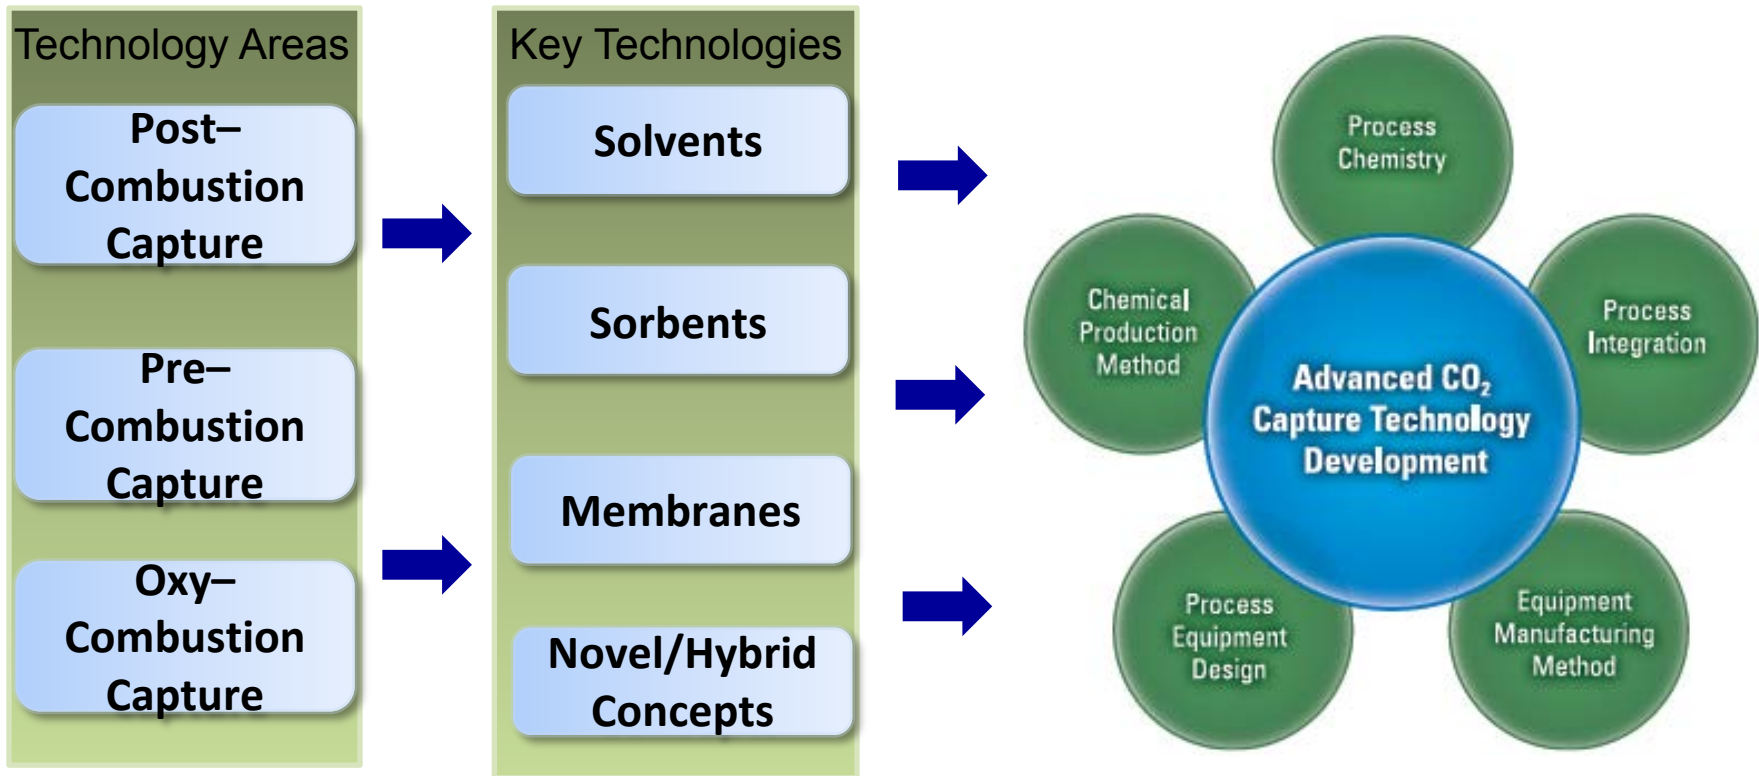 Technology Areas
Post–
Combustion
Capture
Pre–
Combustion
Capture
Oxy–
Combustion
Capture
Key Technologies
Solvents
Sorbents
Membranes
Novel/Hybrid
Concepts
Process
Chemistry
Chemical
Production
Method
Process
Integration
Advanced CO₂
Capture Technology
Development
Process
Equipment
Design
Equipment
Manufacturing
Method